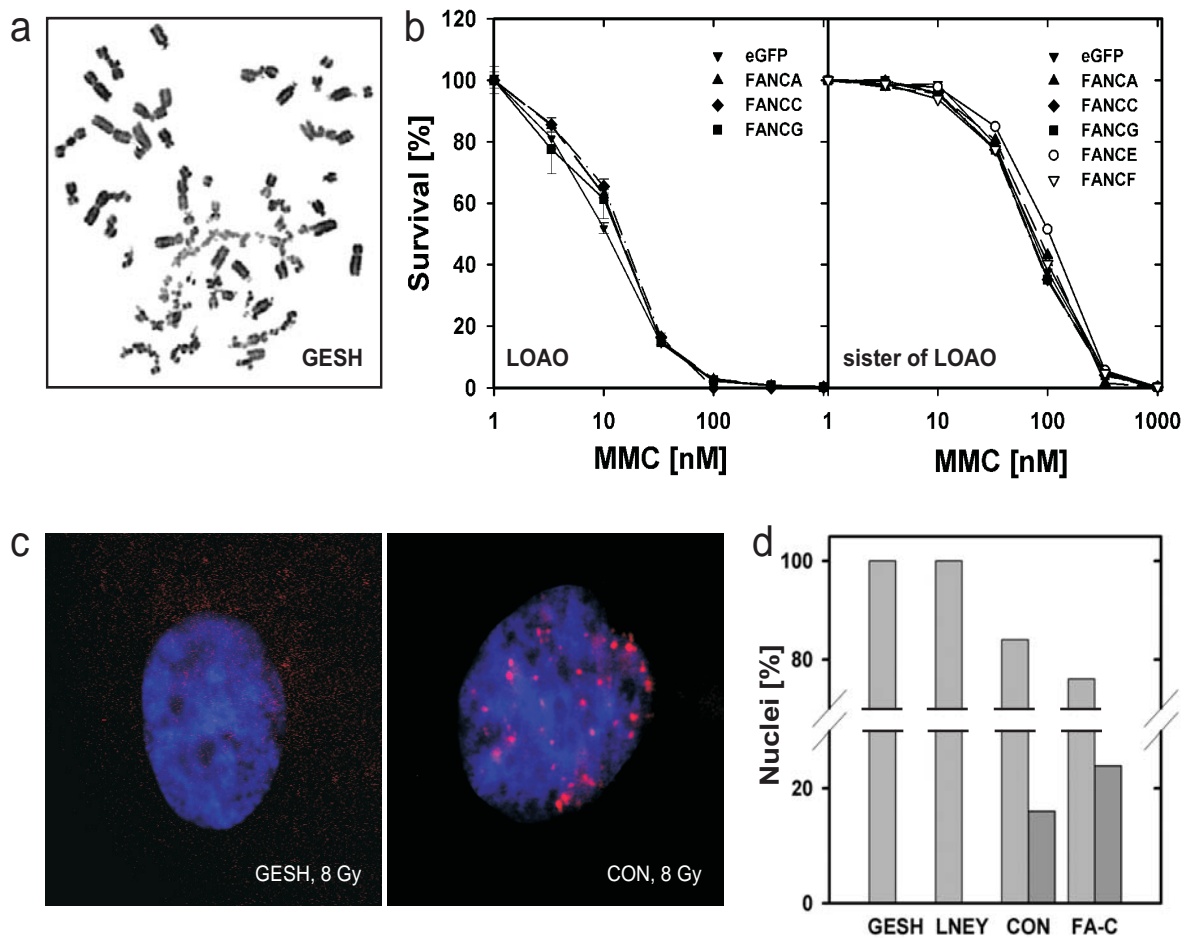 a
GESH
b
Survival [%]
120
100
80
60
40
20
0
eGFP
FANCA
FANCC
FANCG
LOAO
1
10
100
MMC [nM]
eGFP
FANCA
FANCC
FANCG
FANCE
FANCF
sister of LOAO
1
10
100
1000
MMC [nM]
c
GESH, 8 Gy
CON, 8 Gy
d
Nuclei [%]
100
80
20
0
GESH
LNEY
CON
FA-C